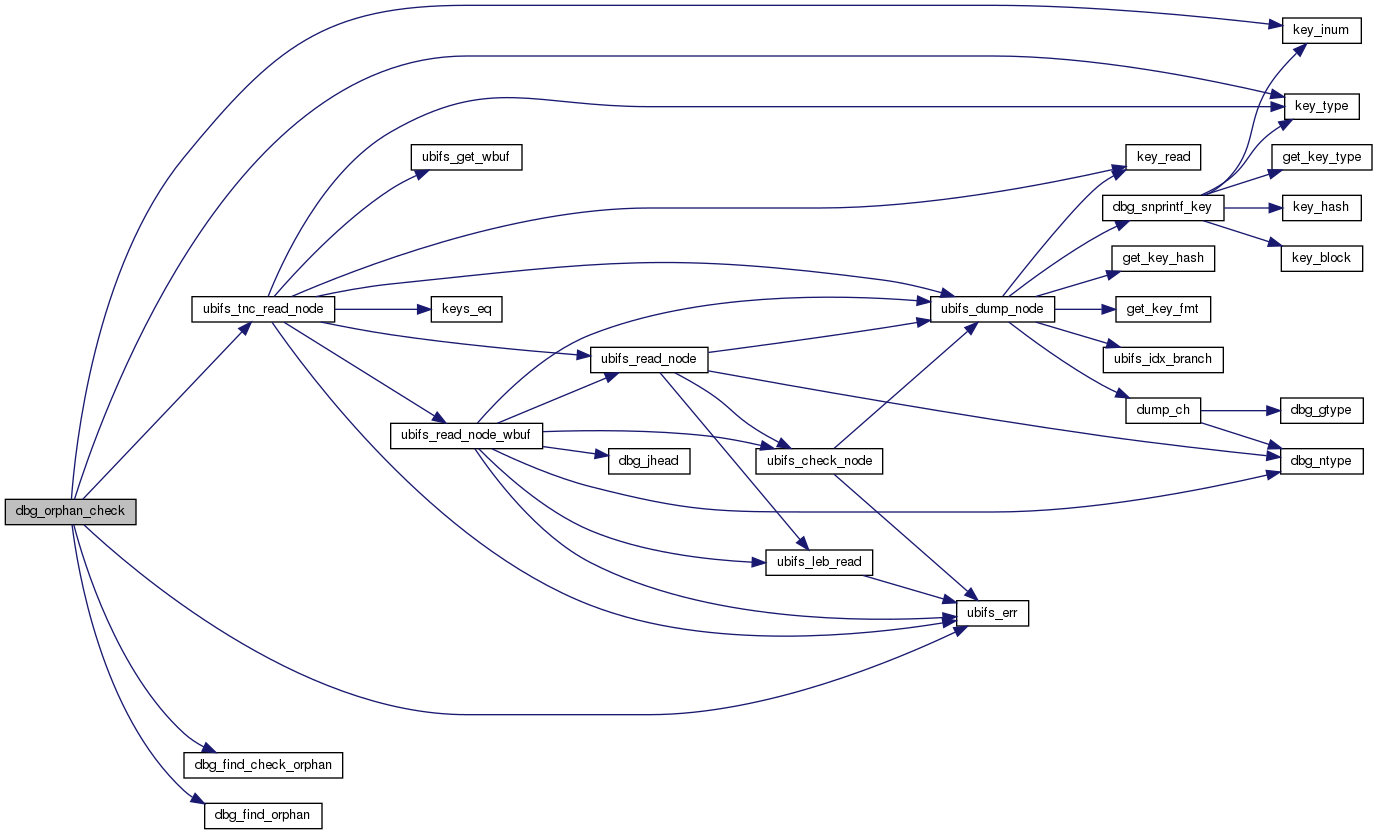 key_inum
key_type
ubifs_get_wbuf
key_read
get_key_type
dbg_snprintf_key
key_hash
get_key_hash
key_block
ubifs_tnc_read_node
keys_eq
ubifs_dump_node
get_key_fmt
ubifs_read_node
ubifs_idx_branch
dump_ch
dbg_gtype
ubifs_read_node_wbuf
dbg_jhead
ubifs_check_node
dbg_ntype
dbg_orphan_check
ubifs_leb_read
ubifs_err
dbg_find_check_orphan
dbg_find_orphan